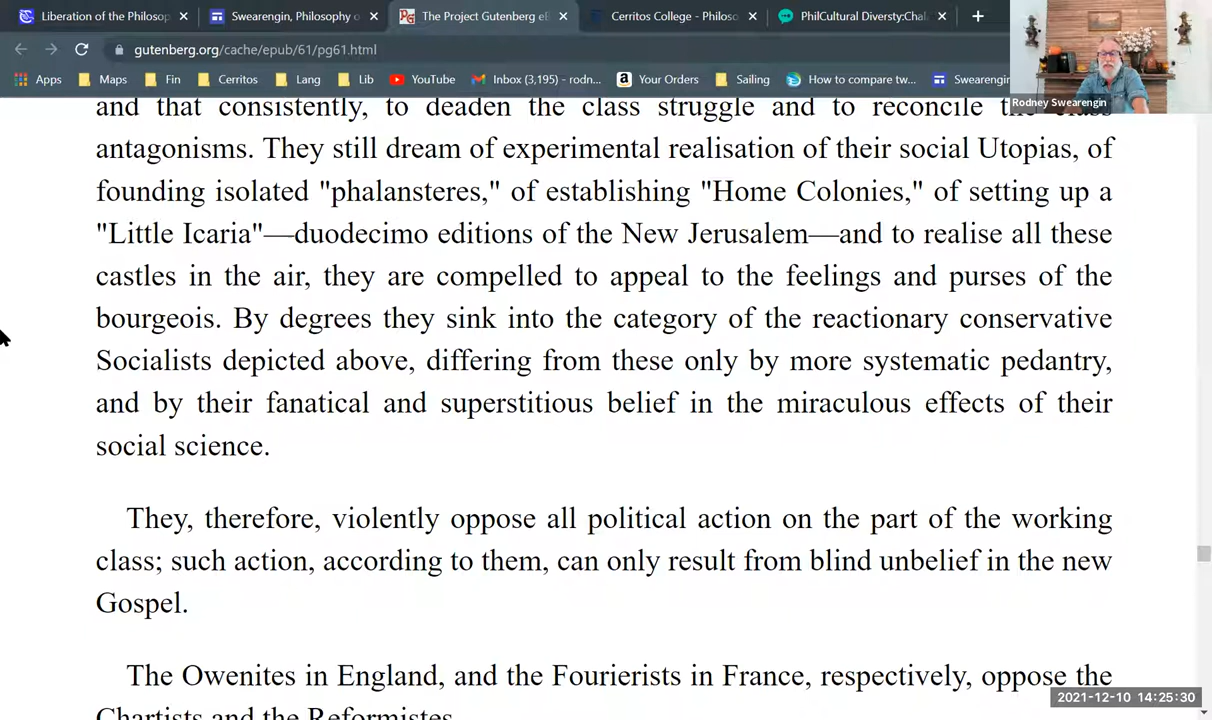 Liberation of the Philosop
Swearengin, Philosophy o
The Project Gutenberg eB
Cerritos College - Philoso
PhilCultural Diversty:Chal
gutenberg.org/cache/epub/61/pg61.html
Apps Maps Fin Cerritos Lang Lib YouTube Inbox (3,195) - rodn... Your Orders Sailing How to compare tw... Swearengin
Rodney Swearengin
and that consistently, to deaden the class struggle and to reconcile the class
antagonisms. They still dream of experimental realisation of their social Utopias, of
founding isolated "phalansteres," of establishing "Home Colonies," of setting up a
"Little Icaria"—duodecimo editions of the New Jerusalem—and to realise all these
castles in the air, they are compelled to appeal to the feelings and purses of the
bourgeois. By degrees they sink into the category of the reactionary conservative
Socialists depicted above, differing from these only by more systematic pedantry,
and by their fanatical and superstitious belief in the miraculous effects of their
social science.
They, therefore, violently oppose all political action on the part of the working
class; such action, according to them, can only result from blind unbelief in the new
Gospel.
The Owenites in England, and the Fourierists in France, respectively, oppose the
Chartists and the Reformistes.
2021-12-10 14:25:30